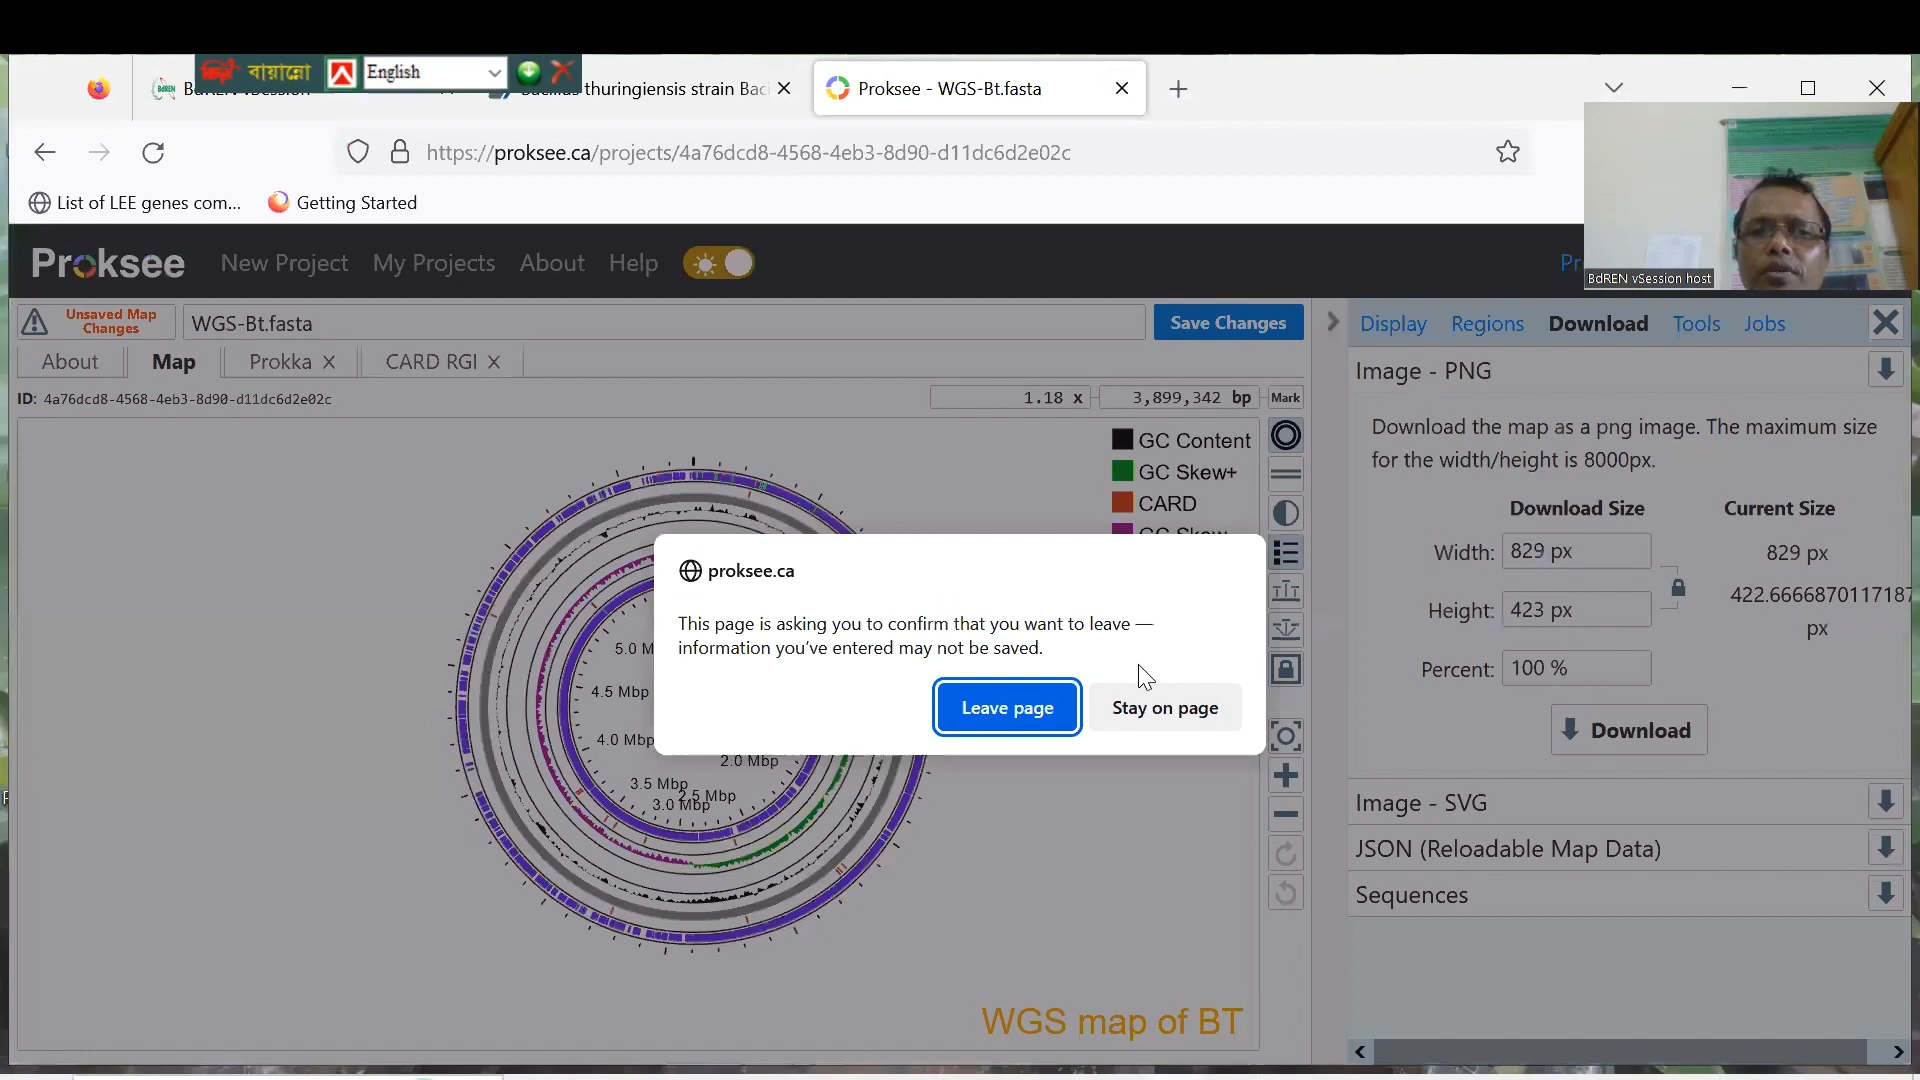 বায়ান্নো
English
thuringiensis strain Baci
Proksee - WGS-Bt.fasta
https://proksee.ca/projects/4a76dcd8-4568-4eb3-8d90-d11dc6d2e02c
List of LEE genes com...
Getting Started
Proksee
New Project
My Projects
About
Help
BdREN vSession host
Unsaved Map
Changes
WGS-Bt.fasta
Save Changes
Display
Regions
Download
Tools
Jobs
About
Map
Prokka
CARD RGI
Image - PNG
ID: 4a76dcd8-4568-4eb3-8d90-d11dc6d2e02c
1.18 x
3,899,342 bp
Mark
GC Content
GC Skew+
CARD
GC Skew-
Download the map as a png image. The maximum size
for the width/height is 8000px.
Download Size
Current Size
Width:
829 px
829 px
Height:
423 px
422.6666870117187
px
Percent:
100 %
Download
proksee.ca
This page is asking you to confirm that you want to leave —
information you've entered may not be saved.
Leave page
Stay on page
5.0 M
4.5 Mbp
4.0 Mbp
3.5 Mbp
3.0 Mbp
2.5 Mbp
2.0 Mbp
Image - SVG
JSON (Reloadable Map Data)
Sequences
WGS map of BT